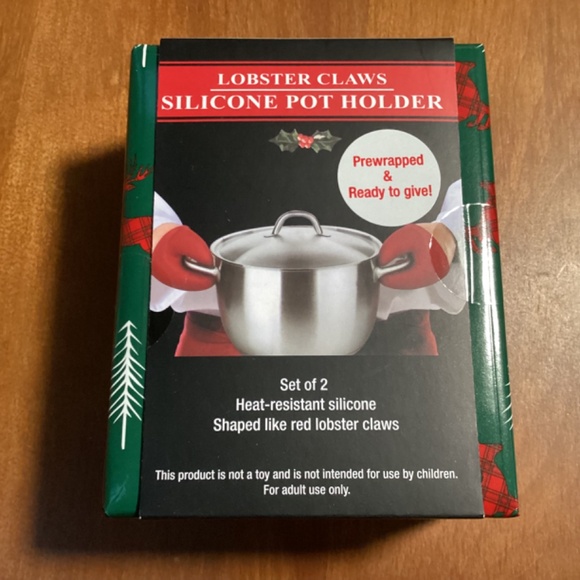 LOBSTER CLAWS
SILICONE POT HOLDER
Prewrapped
&
Ready to give!
Set of 2
Heat-resistant silicone
Shaped like red lobster claws
This product is not a toy and is not intended for use by children.
For adult use only.